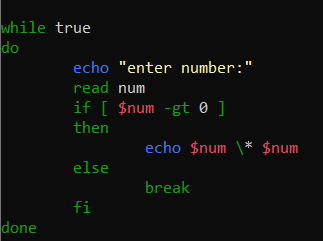 while true
do
echo "enter number:"
read num
if [ $num -gt 0 ]
then
echo $num \* $num
else
break
fi
done